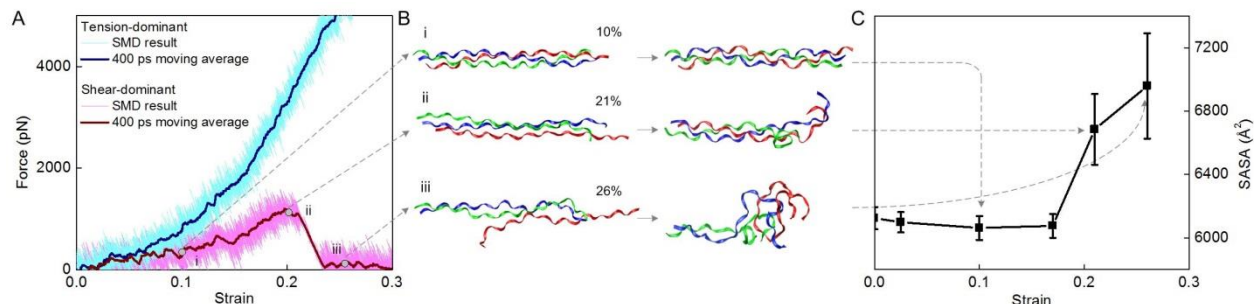 A
Tension-dominant
SMD result
400 ps moving average
Shear-dominant
SMD result
400 ps moving average
4000
2000
0
Force (pN)
i
ii
iii
0.0
0.1
0.2
0.3
Strain
B
i
10%
ii
21%
iii
26%
C
7200
6800
6400
6000
SASA (Å²)
0.0
0.1
0.2
0.3
Strain